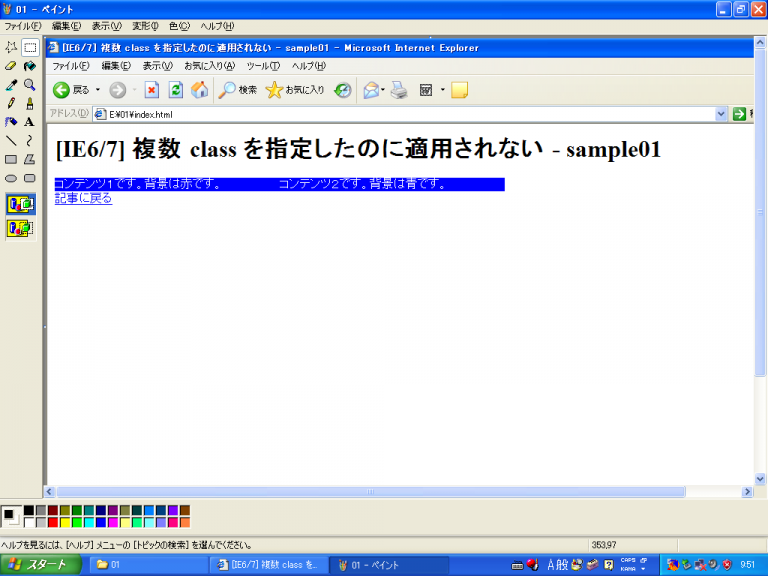 01 - ペイント
ファイル(F) 編集(E) 表示(V) 変形(I) 色(C) ヘルプ(H)
[IE6/7] 複数 class を指定したのに適用されない - sample01 - Microsoft Internet Explorer
ファイル(F) 編集(E) 表示(V) お気に入り(A) ツール(T) ヘルプ(H)
戻る 検索 お気に入り
アドレス(D) E:¥01¥index.html
[IE6/7] 複数 class を指定したのに適用されない - sample01
コンテンツ1です。背景は赤です。 コンテンツ2です。背景は青です。
記事に戻る
ヘルプを見るには、[ヘルプ] メニューの [トピックの検索] を選んでください。 353,97
スタート 01 [IE6/7] 複数 class を... 01 - ペイント A 般 CAPS KANA 9:51